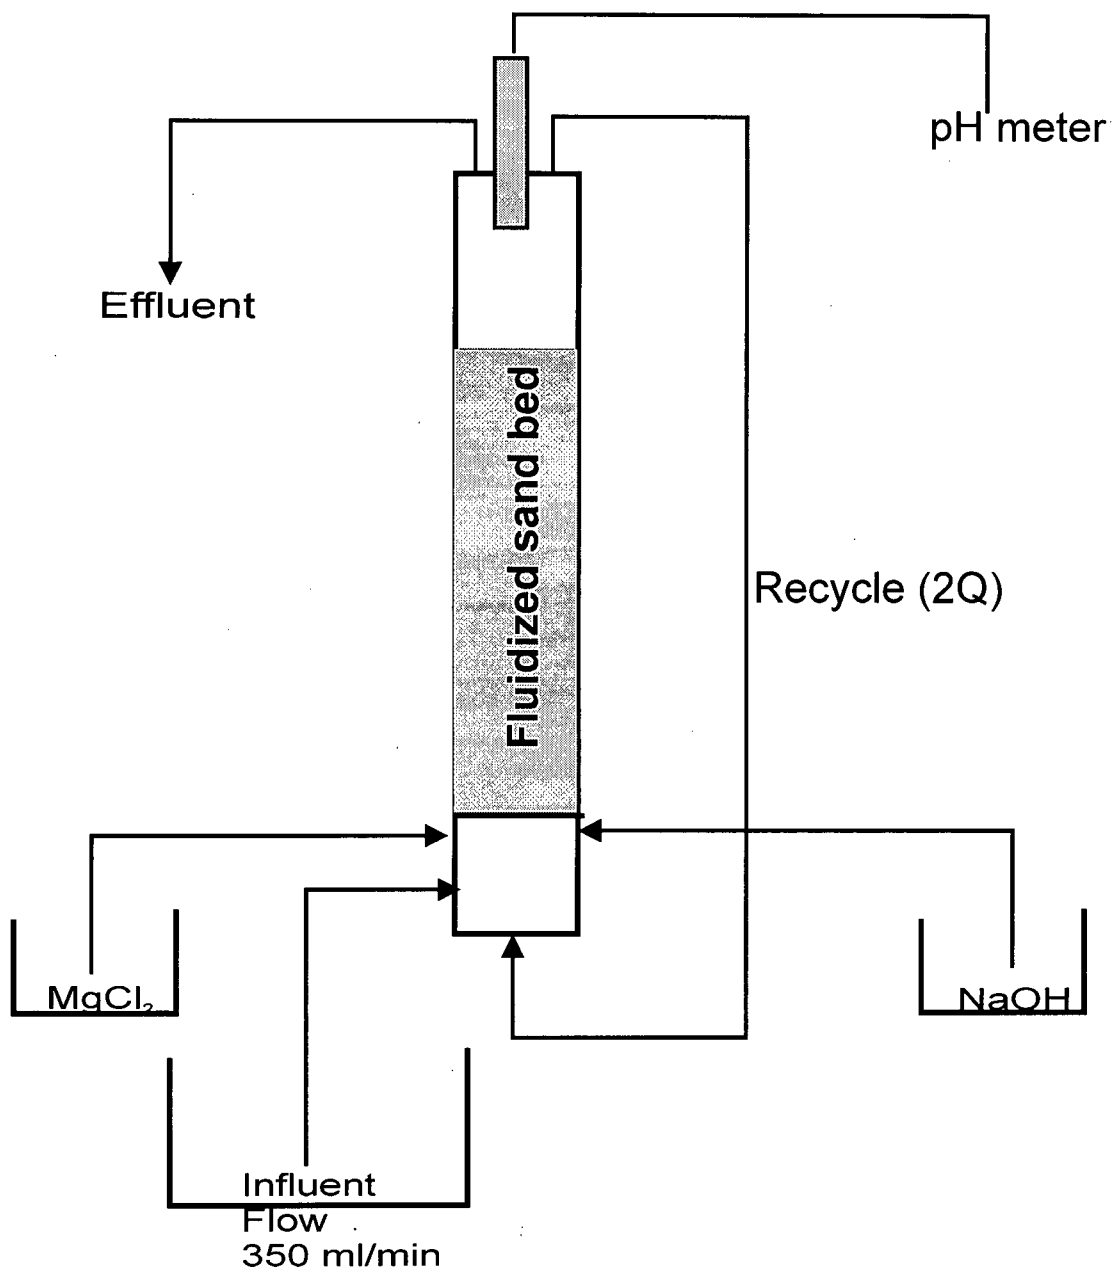 pH meter
Effluent
Fluidized sand bed
Recycle (2Q)
MgCl₂
NaOH
Influent
Flow
350 ml/min